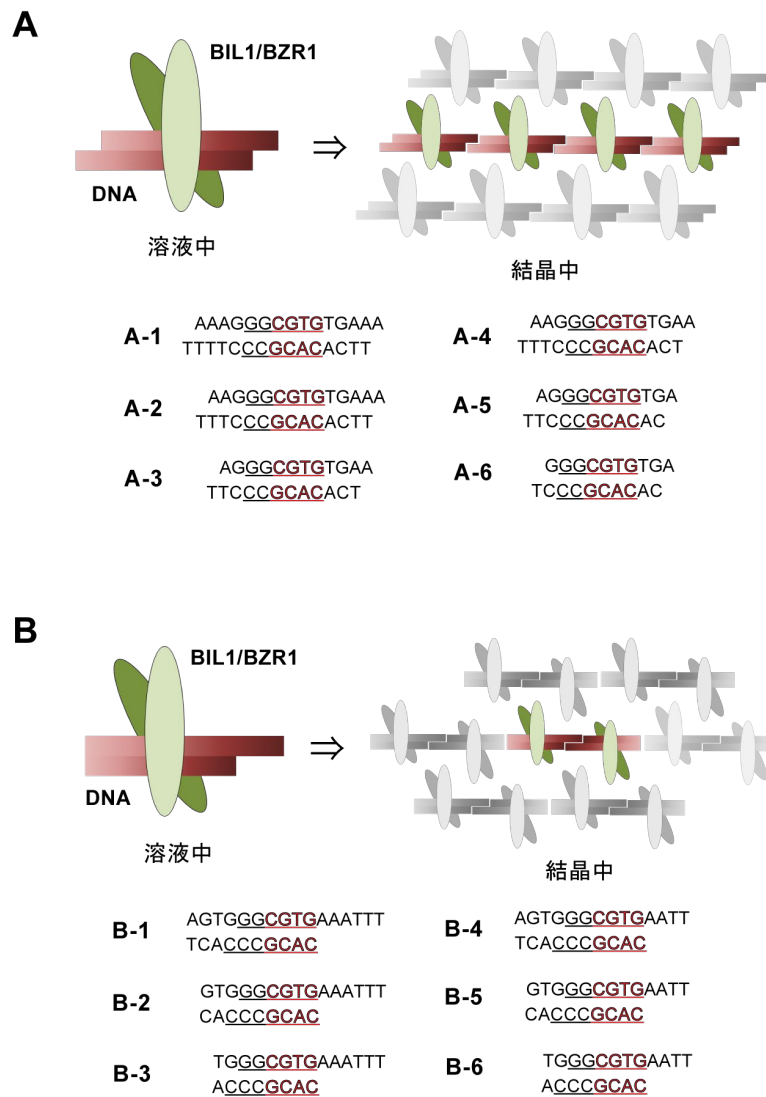 A
BIL1/BZR1
DNA
溶液中
⇒
結晶中
A-1
AAAGGGCGTGTGAAA
TTTTCCCGCACACTT
A-2
AAGGGCGTGTGAAA
TTTCCCGCACACTT
A-3
AGGGCGTGTGAA
TTCCCGCACACT
A-4
AAGGGCGTGTGAA
TTTCCCGCACACT
A-5
AGGGCGTGTGA
TTCCCGCACAC
A-6
GGGCGTGTGA
TCCCGCACAC
B
BIL1/BZR1
DNA
溶液中
⇒
結晶中
B-1
AGTGGGCGTGAAATTT
TCACCCGCAC
B-2
GTGGGCGTGAAATTT
CACCCGCAC
B-3
TGGGCGTGAAATTT
ACCCGCAC
B-4
AGTGGGCGTGAATT
TCACCCGCAC
B-5
GTGGGCGTGAATT
CACCCGCAC
B-6
TGGGCGTGAATT
ACCCGCAC